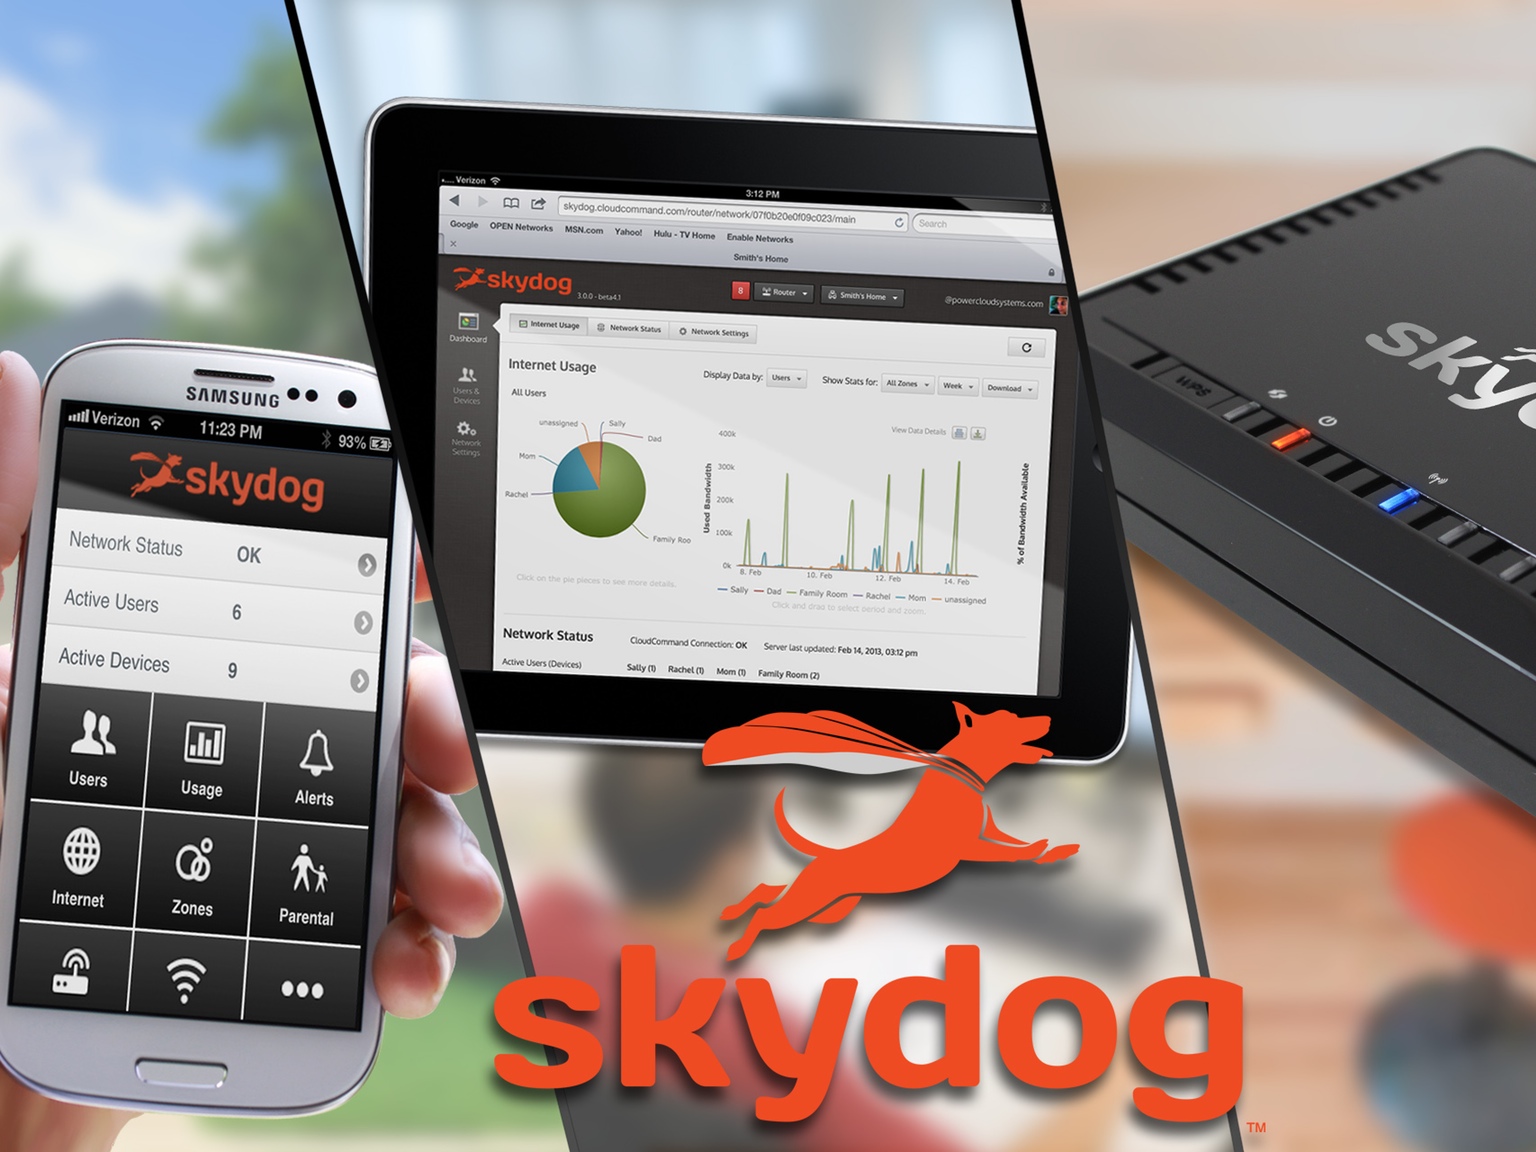 SAMSUNG
Verizon 11:23 PM 93%
skydog
Network Status OK
Active Users 6
Active Devices 9
Users Usage Alerts
Internet Zones Parental
Verizon 3:12 PM
skydog.cloudcommand.com/router/network/07f0b20e0f09c023/main Search
Google OPEN Networks MSN.com Yahoo! Hulu - TV Home Enable Networks
Smith's Home
skydog 3.0.0 - beta4.1 8 Router Smith's Home @powercloudsystems.com
Dashboard
Users & Devices
Network Settings
Internet Usage Network Status Network Settings
Internet Usage
Display Data by: Users Show Stats for: All Zones Week Download
All Users
View Data Details
unassigned Sally Dad
Mom
Rachel
Family Roo
Click on the pie pieces to see more details.
Used Bandwidth
400k
300k
200k
100k
0k
8. Feb 10. Feb 12. Feb 14. Feb
% of Bandwidth Available
Sally Dad Family Room Rachel Mom unassigned
Click and drag to select period and zoom.
Network Status
CloudCommand Connection: OK Server last updated: Feb 14, 2013, 03:12 pm
Active Users (Devices) Sally (1) Rachel (1) Mom (1) Family Room (2)
WPS
sky
skydog
TM